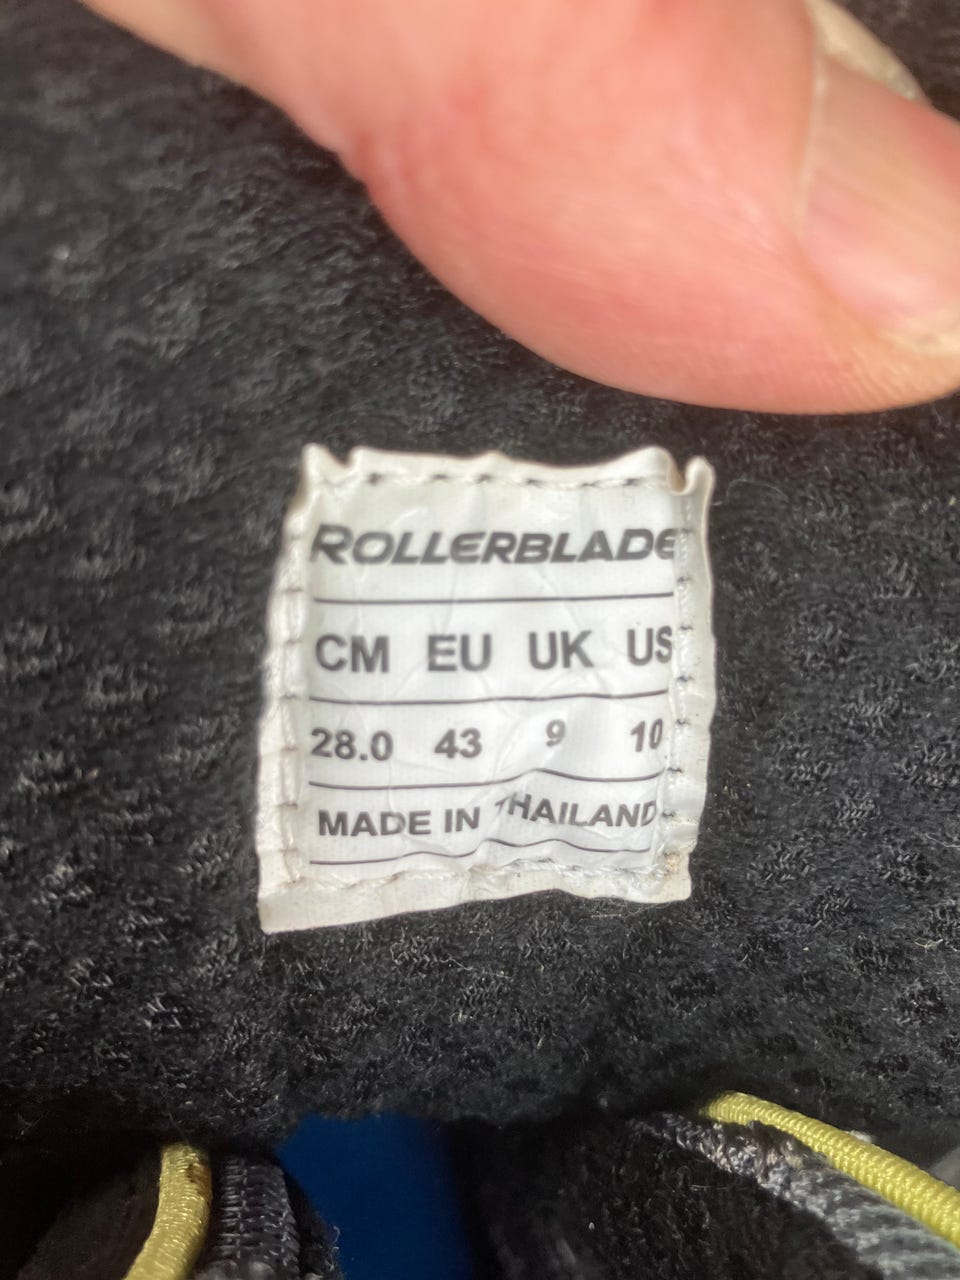 ROLLERBLADE
CM EU UK US
28.0 43 9 10
MADE IN THAILAND